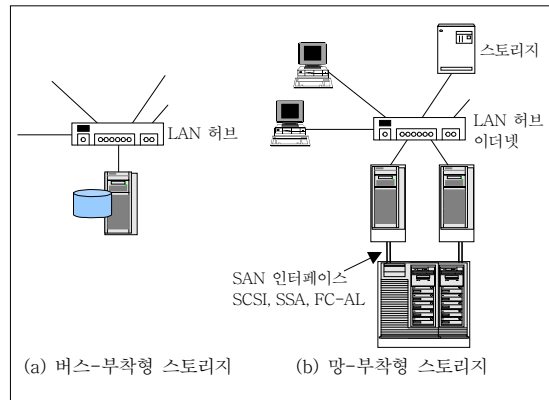 스토리지
LAN 허브
LAN 허브
이더넷
SAN 인터페이스
SCSI, SSA, FC-AL
(a) 버스-부착형 스토리지
(b) 망-부착형 스토리지